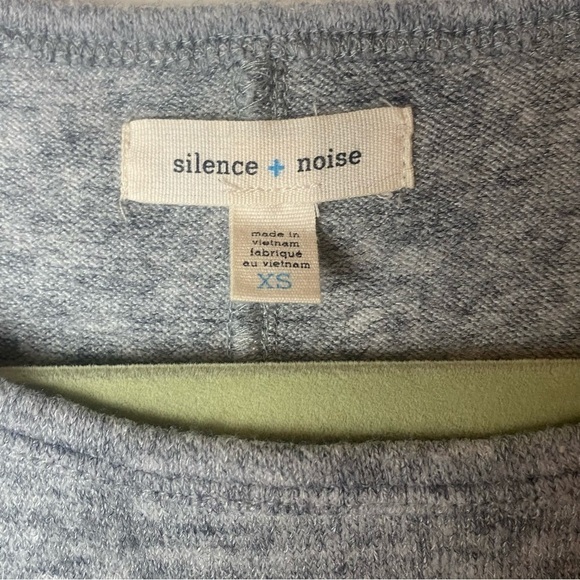 silence + noise
made in
vietnam
fabriqué
au vietnam
XS